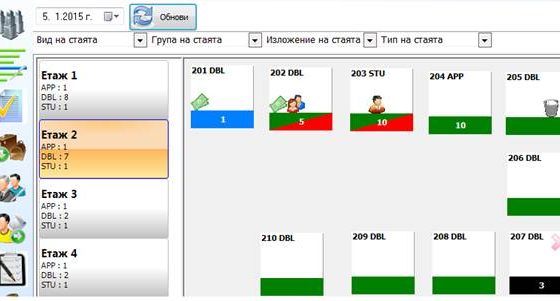 5. 1.2015 г.
Обнови
Вид на стаята
Група на стаята
Изложение на стаята
Тип на стаята
Етаж 1
APP : 1
DBL : 8
STU : 1
Етаж 2
APP : 1
DBL : 7
STU : 1
Етаж 3
APP : 1
DBL : 2
STU : 1
Етаж 4
APP : 1
DBL : 2
STU : 1
201 DBL
1
202 DBL
5
203 STU
10
204 APP
10
205 DBL
206 DBL
210 DBL
209 DBL
208 DBL
207 DBL
3